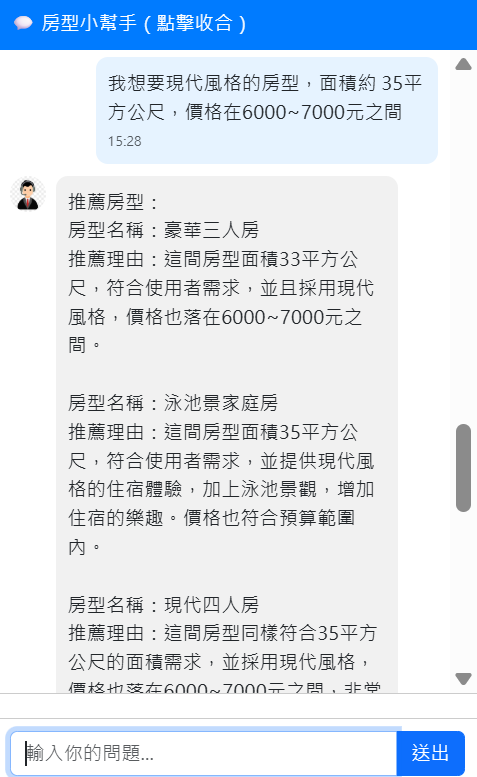 房型小幫手（點擊收合）
我想要現代風格的房型，面積約 35平
方公尺，價格在6000~7000元之間
15:28
推薦房型：
房型名稱：豪華三人房
推薦理由：這間房型面積33平方公
尺，符合使用者需求，並且採用現代
風格，價格也落在6000~7000元之
間。
房型名稱：泳池景家庭房
推薦理由：這間房型面積35平方公
尺，符合使用者需求，並提供現代風
格的住宿體驗，加上泳池景觀，增加
住宿的樂趣。價格也符合預算範圍
內。
房型名稱：現代四人房
推薦理由：這間房型同樣符合35平方
公尺的面積需求，並採用現代風格，
價格也落在6000~7000元之間，非常
輸入你的問題...
送出